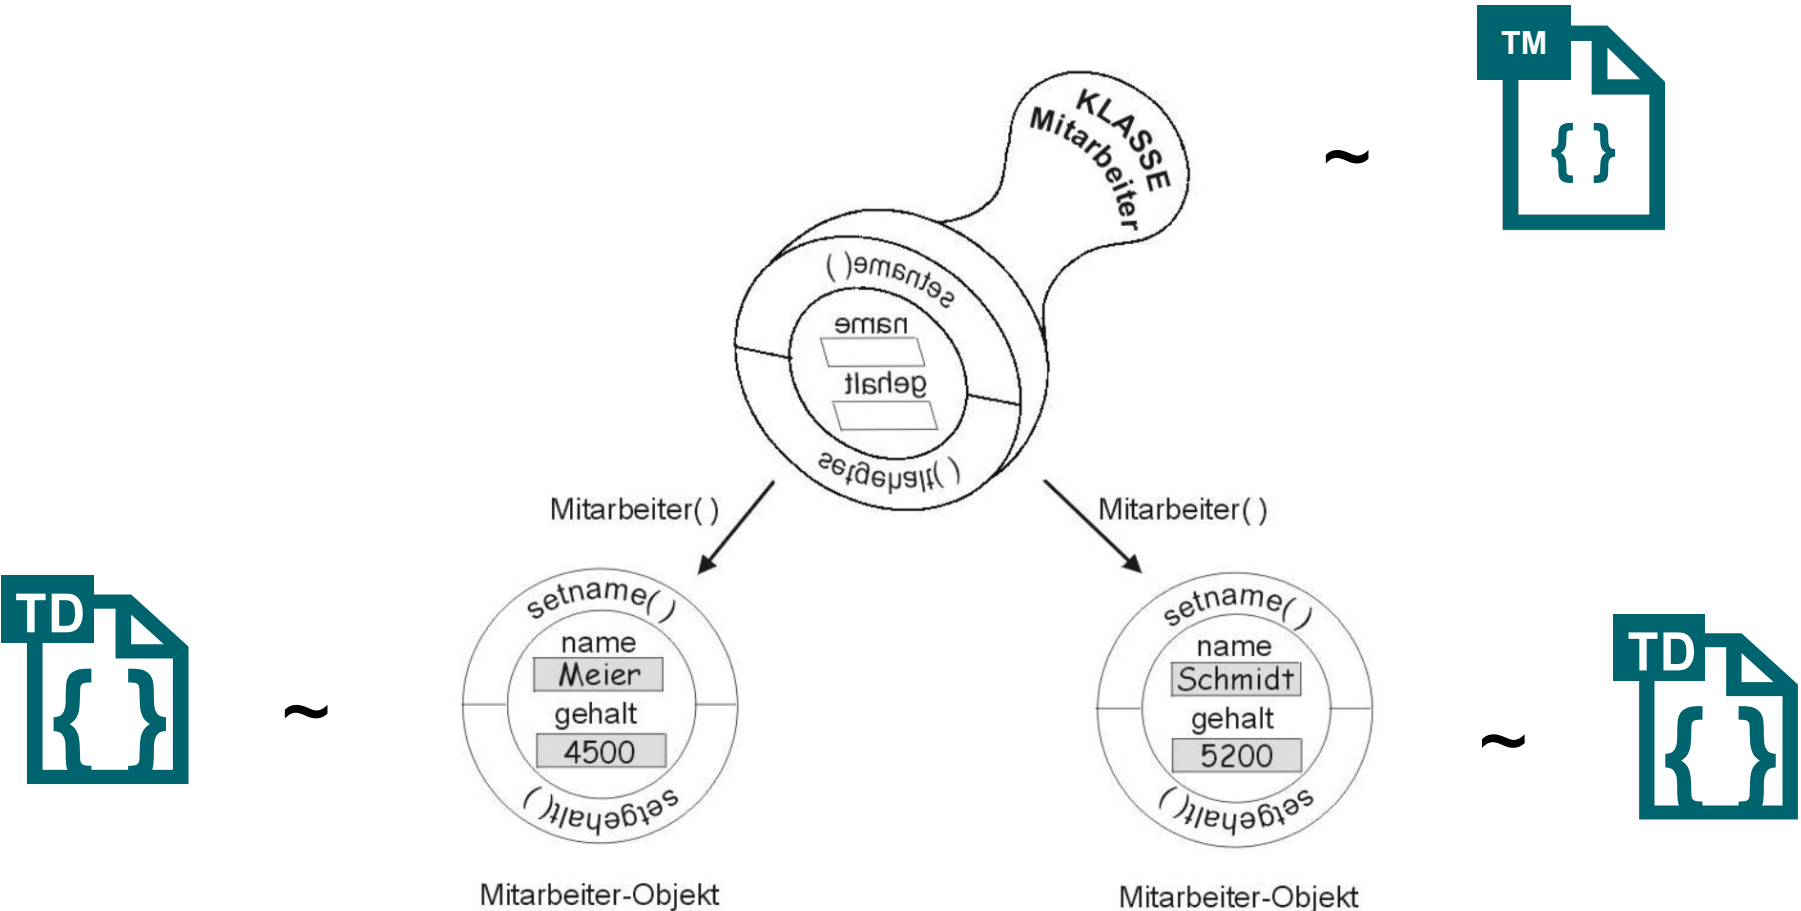 TM
{ }
KLASSE
Mitarbeiter
~
setname( )
name
gehalt
setgehalt( )
Mitarbeiter( )
Mitarbeiter( )
TD
{ }
~
setname( )
name
Meier
gehalt
4500
setgehalt( )
Mitarbeiter-Objekt
setname( )
name
Schmidt
gehalt
5200
setgehalt( )
Mitarbeiter-Objekt
~
TD
{ }